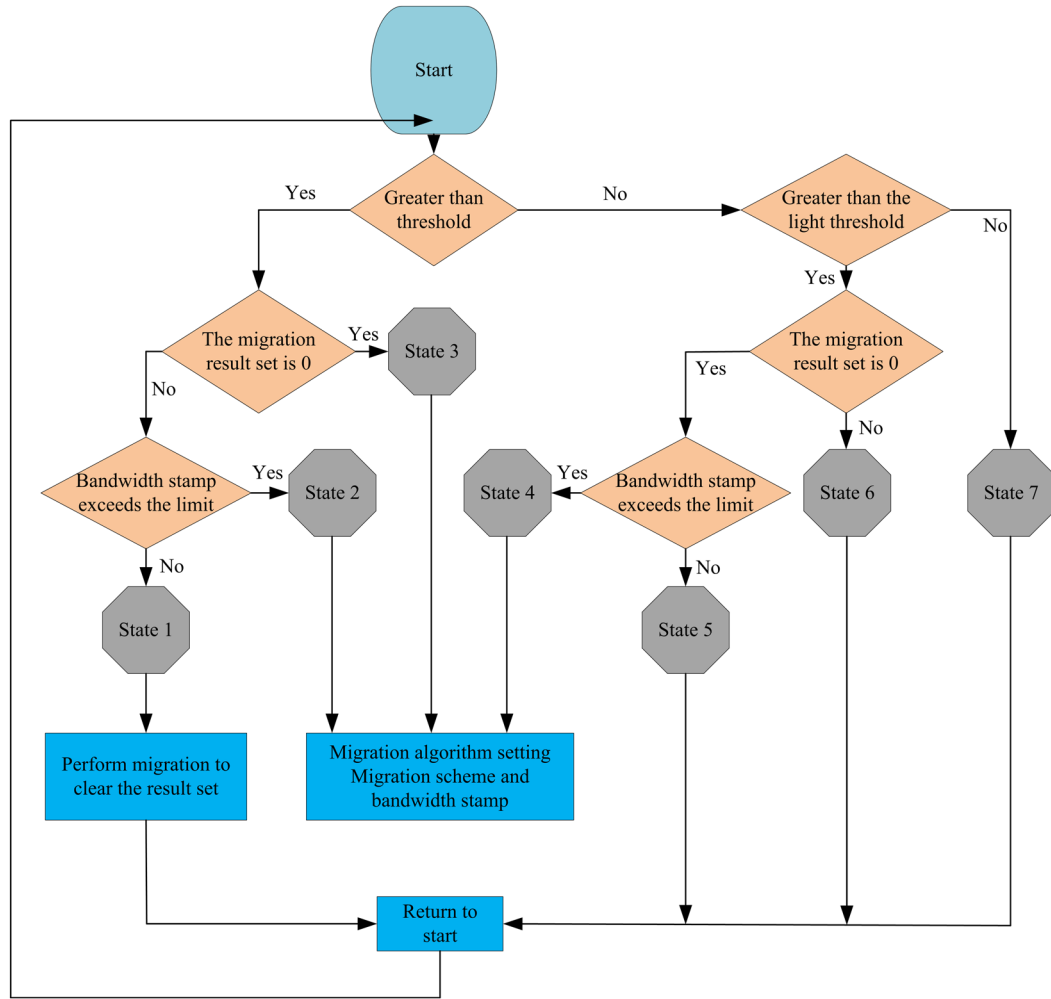 Start
Yes
Greater than
threshold
No
Greater than the
light threshold
No
Yes
The migration
result set is 0
Yes
State 3
The migration
result set is 0
No
Yes
No
Bandwidth stamp
exceeds the limit
Yes
State 2
State 4
Yes
Bandwidth stamp
exceeds the limit
State 6
State 7
No
No
State 1
State 5
Perform migration to
clear the result set
Migration algorithm setting
Migration scheme and
bandwidth stamp
Return to
start